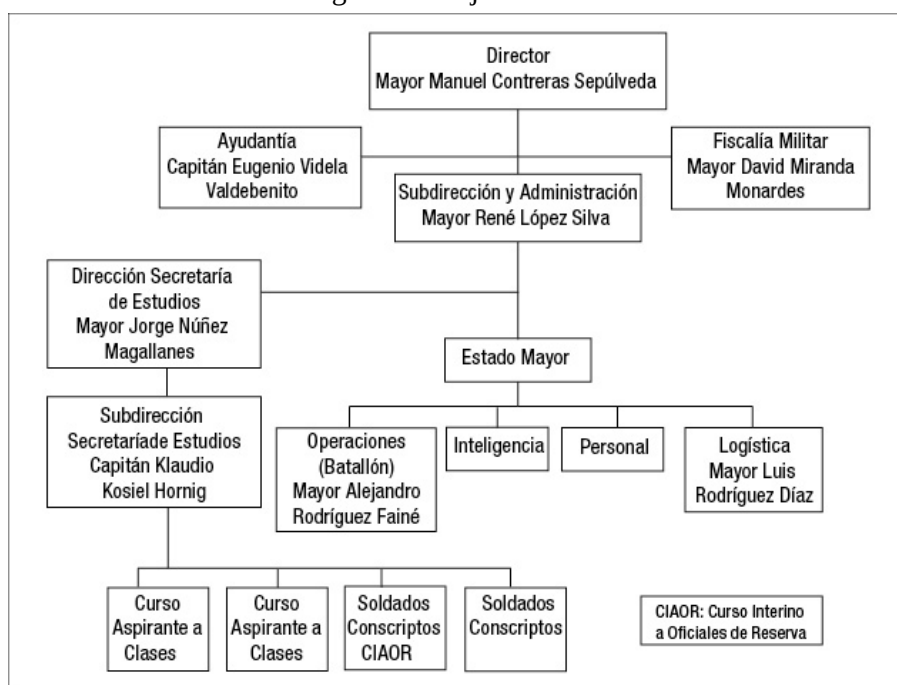 Director
Mayor Manuel Contreras Sepúlveda
Ayudantía
Capitán Eugenio Videla
Valdebenito
Fiscalía Militar
Mayor David Miranda
Monardes
Subdirección y Administración
Mayor René López Silva
Dirección Secretaría
de Estudios
Mayor Jorge Núñez
Magallanes
Estado Mayor
Subdirección
Secretaríade Estudios
Capitán Klaudio
Kosiel Hornig
Operaciones
(Batallón)
Mayor Alejandro
Rodríguez Fainé
Inteligencia
Personal
Logística
Mayor Luis
Rodríguez Díaz
Curso
Aspirante a
Clases
Curso
Aspirante a
Clases
Soldados
Conscriptos
CIAOR
Soldados
Conscriptos
CIAOR: Curso Interino
a Oficiales de Reserva